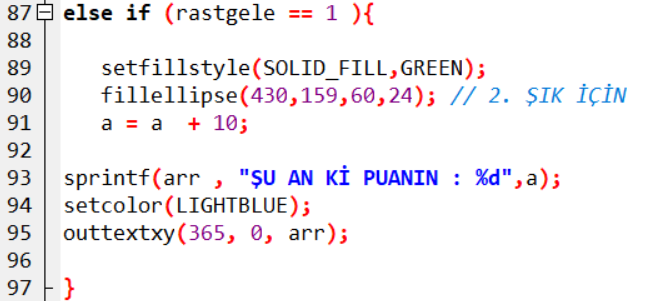 87 else if (rastgele == 1 ){
88
89 setfillstyle(SOLID_FILL,GREEN);
90 fillellipse(430,159,60,24); // 2. ŞIK İÇİN
91 a = a + 10;
92
93 sprintf(arr , "ŞU AN Kİ PUANIN : %d",a);
94 setcolor(LIGHTBLUE);
95 outtextxy(365, 0, arr);
96
97 }